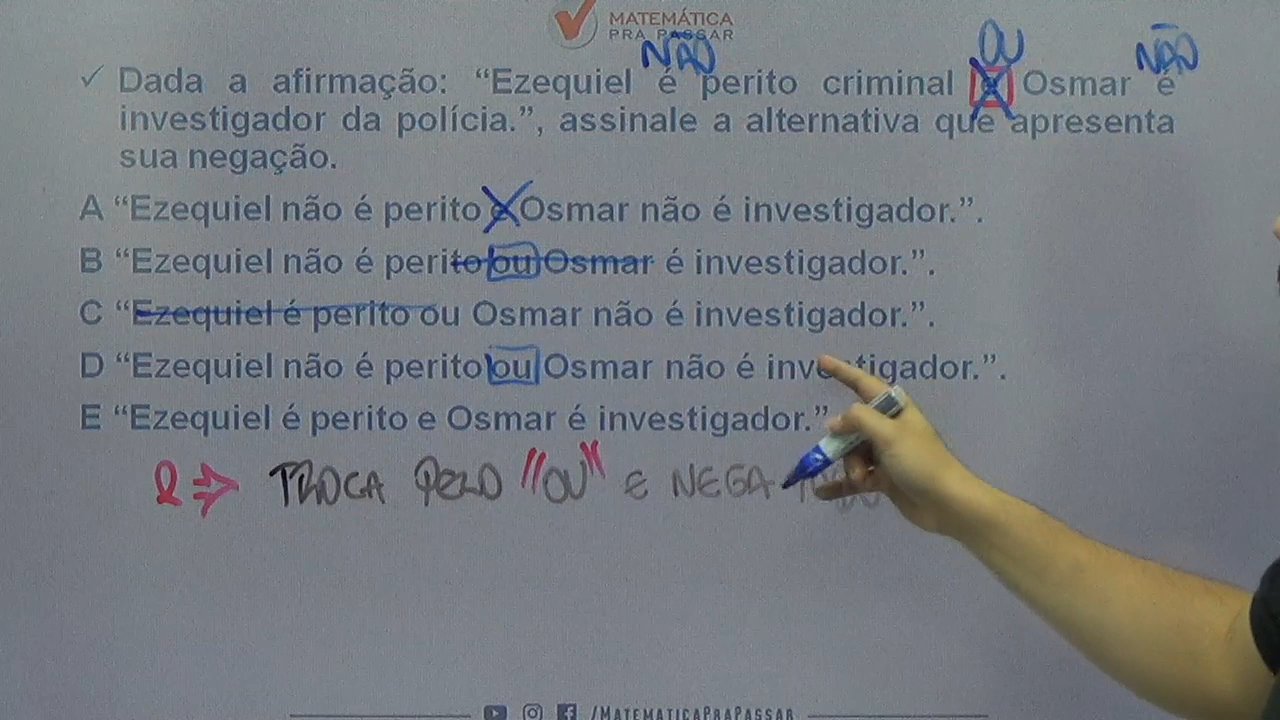 MATEMÁTICA
PRA PASSAR
NÃO OU NÃO
✓ Dada a afirmação: “Ezequiel é perito criminal e Osmar é
investigador da polícia.”, assinale a alternativa que apresenta
sua negação.
A “Ezequiel não é perito e Osmar não é investigador.”.
B “Ezequiel não é perito ou Osmar é investigador.”.
C “Ezequiel é perito ou Osmar não é investigador.”.
D “Ezequiel não é perito ou Osmar não é investigador.”.
E “Ezequiel é perito e Osmar é investigador.”
TROCA PELO "OU" E NEGA
/MATEMATICAPRAPASSAR